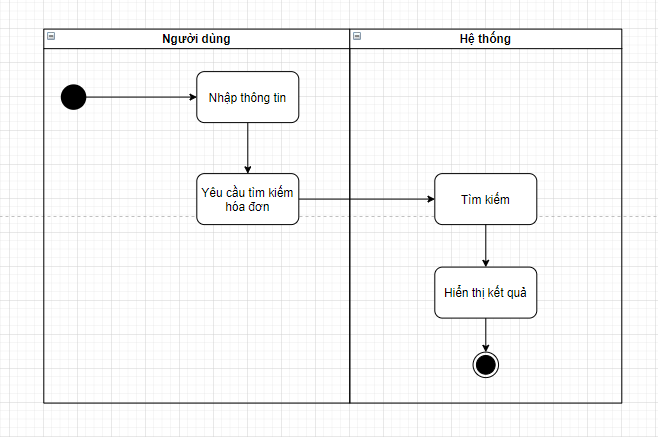 Người dùng
Hệ thống
Nhập thông tin
Yêu cầu tìm kiếm
hóa đơn
Tìm kiếm
Hiển thị kết quả